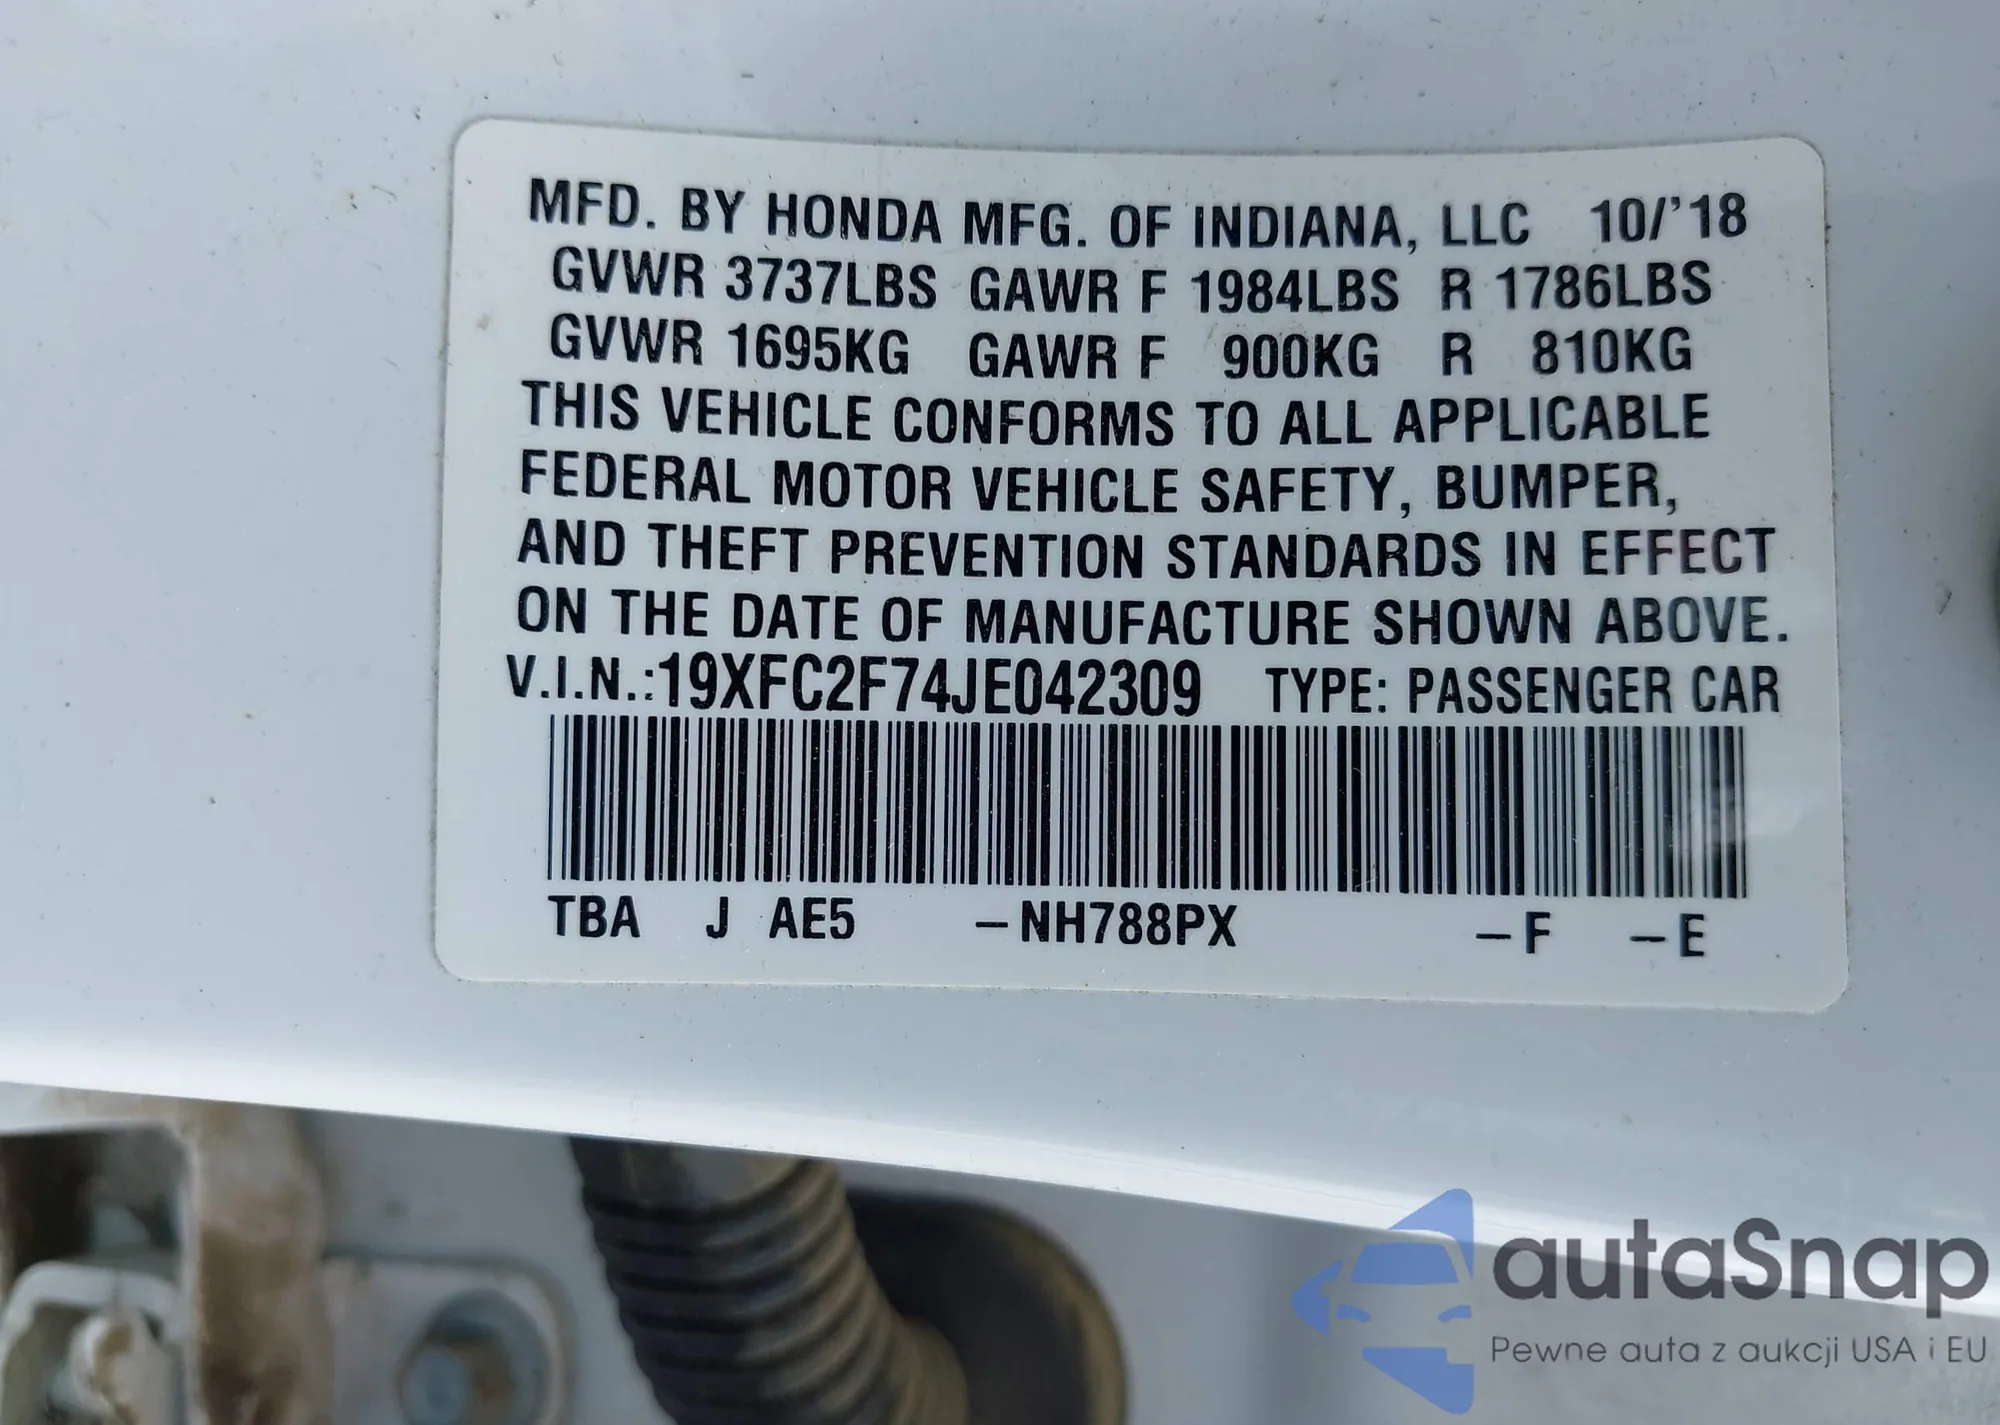 MFD. BY HONDA MFG. OF INDIANA, LLC 10/'18
GVWR 3737LBS GAWR F 1984LBS R 1786LBS
GVWR 1695KG GAWR F 900KG R 810KG
THIS VEHICLE CONFORMS TO ALL APPLICABLE
FEDERAL MOTOR VEHICLE SAFETY, BUMPER,
AND THEFT PREVENTION STANDARDS IN EFFECT
ON THE DATE OF MANUFACTURE SHOWN ABOVE.
V.I.N.:19XFC2F74JE042309 TYPE: PASSENGER CAR
TBA J AE5 –NH788PX –F –E
autaSnap
Pewne auta z aukcji USA i EU